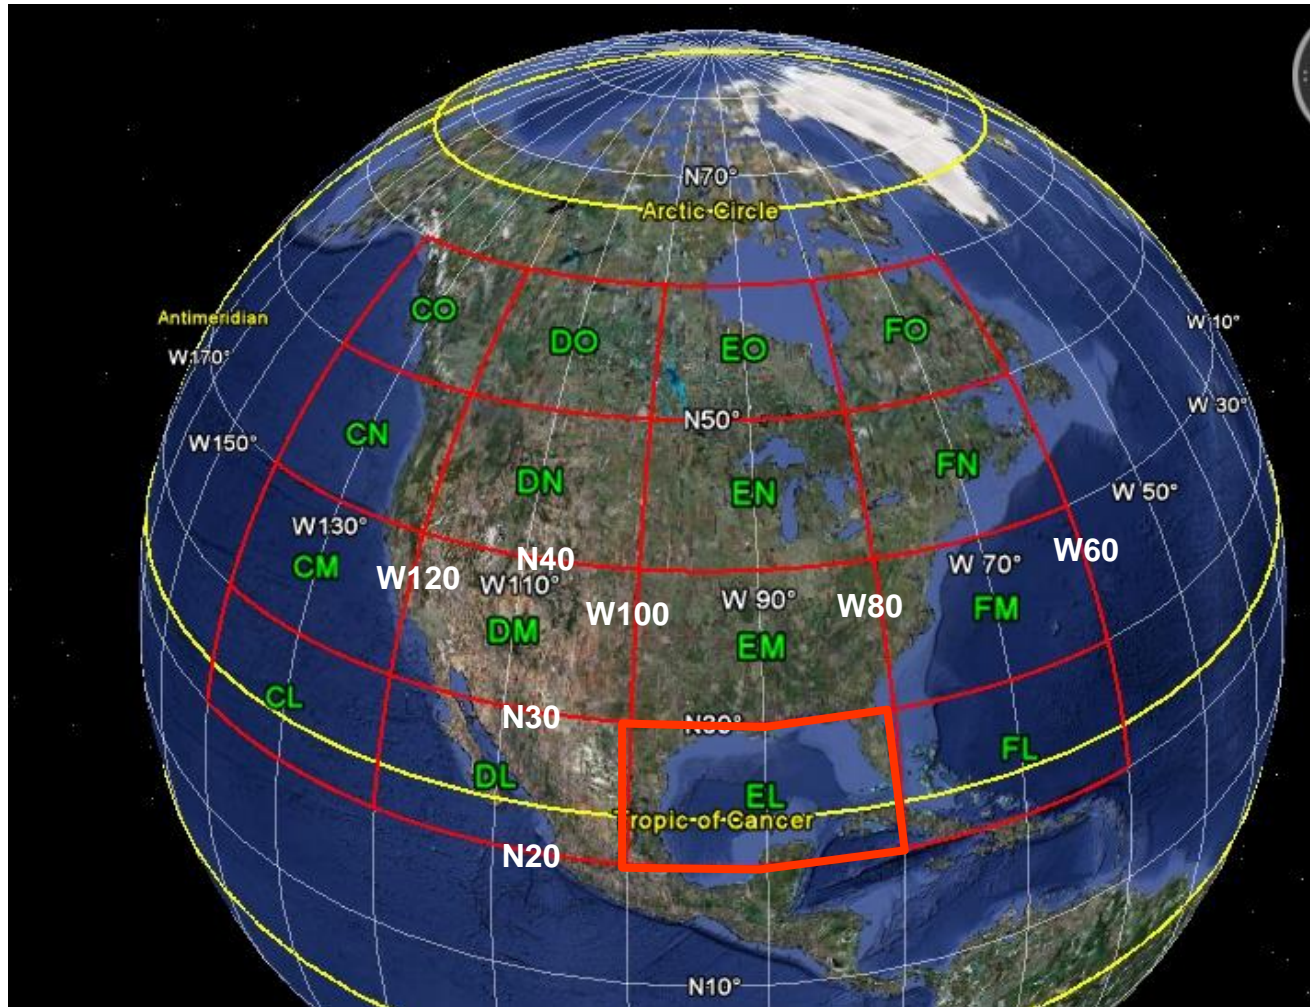 N70°
Arctic Circle
CO
DO
EO
FO
Antimeridian
W 10°
W170°
W 30°
N50°
CN
W150°
DN
EN
FN
W 50°
W130°
N40
W60
CM
W120
W110°
W 90°
W 70°
W100
W80
FM
DM
EM
CL
N30
N30°
FL
DL
EL
Tropic of Cancer
N20
N10°